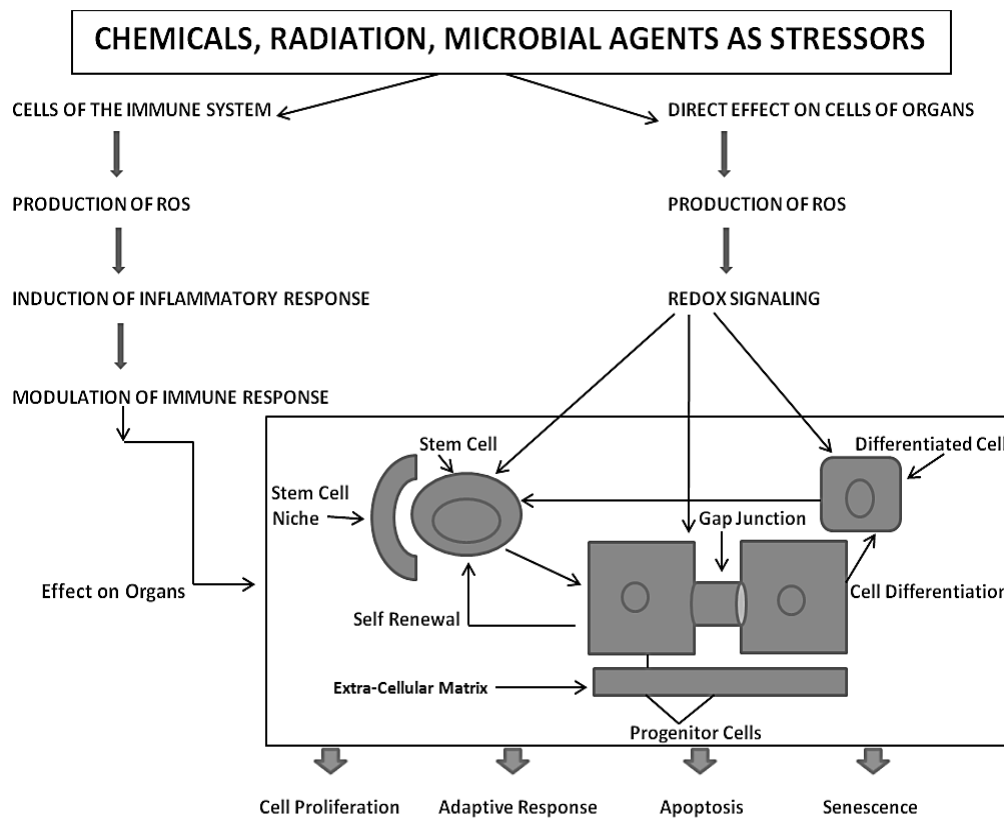 CHEMICALS, RADIATION, MICROBIAL AGENTS AS STRESSORS
CELLS OF THE IMMUNE SYSTEM
DIRECT EFFECT ON CELLS OF ORGANS
PRODUCTION OF ROS
PRODUCTION OF ROS
INDUCTION OF INFLAMMATORY RESPONSE
REDOX SIGNALING
MODULATION OF IMMUNE RESPONSE
Stem Cell
Differentiated Cell
Stem Cell
Niche
Gap Junction
Effect on Organs
Cell Differentiation
Self Renewal
Extra-Cellular Matrix
Progenitor Cells
Cell Proliferation
Adaptive Response
Apoptosis
Senescence